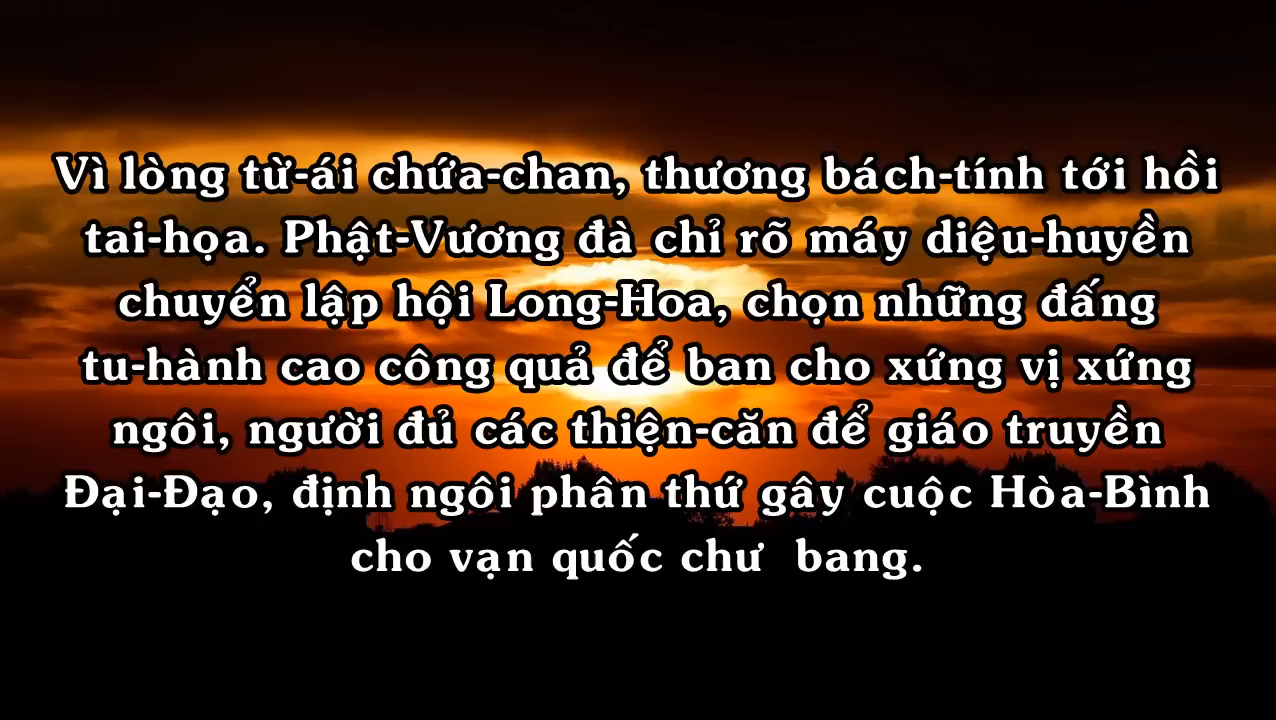 Vì lòng từ-ái chứa-chan, thương bách-tính tới hồi
tai-họa. Phật-Vương đà chỉ rõ máy diệu-huyền
chuyển lập hội Long-Hoa, chọn những đấng
tu-hành cao công quả để ban cho xứng vị xứng
ngôi, người đủ các thiện-căn để giáo truyền
Đại-Đạo, định ngôi phân thứ gây cuộc Hòa-Bình
cho vạn quốc chư bang.